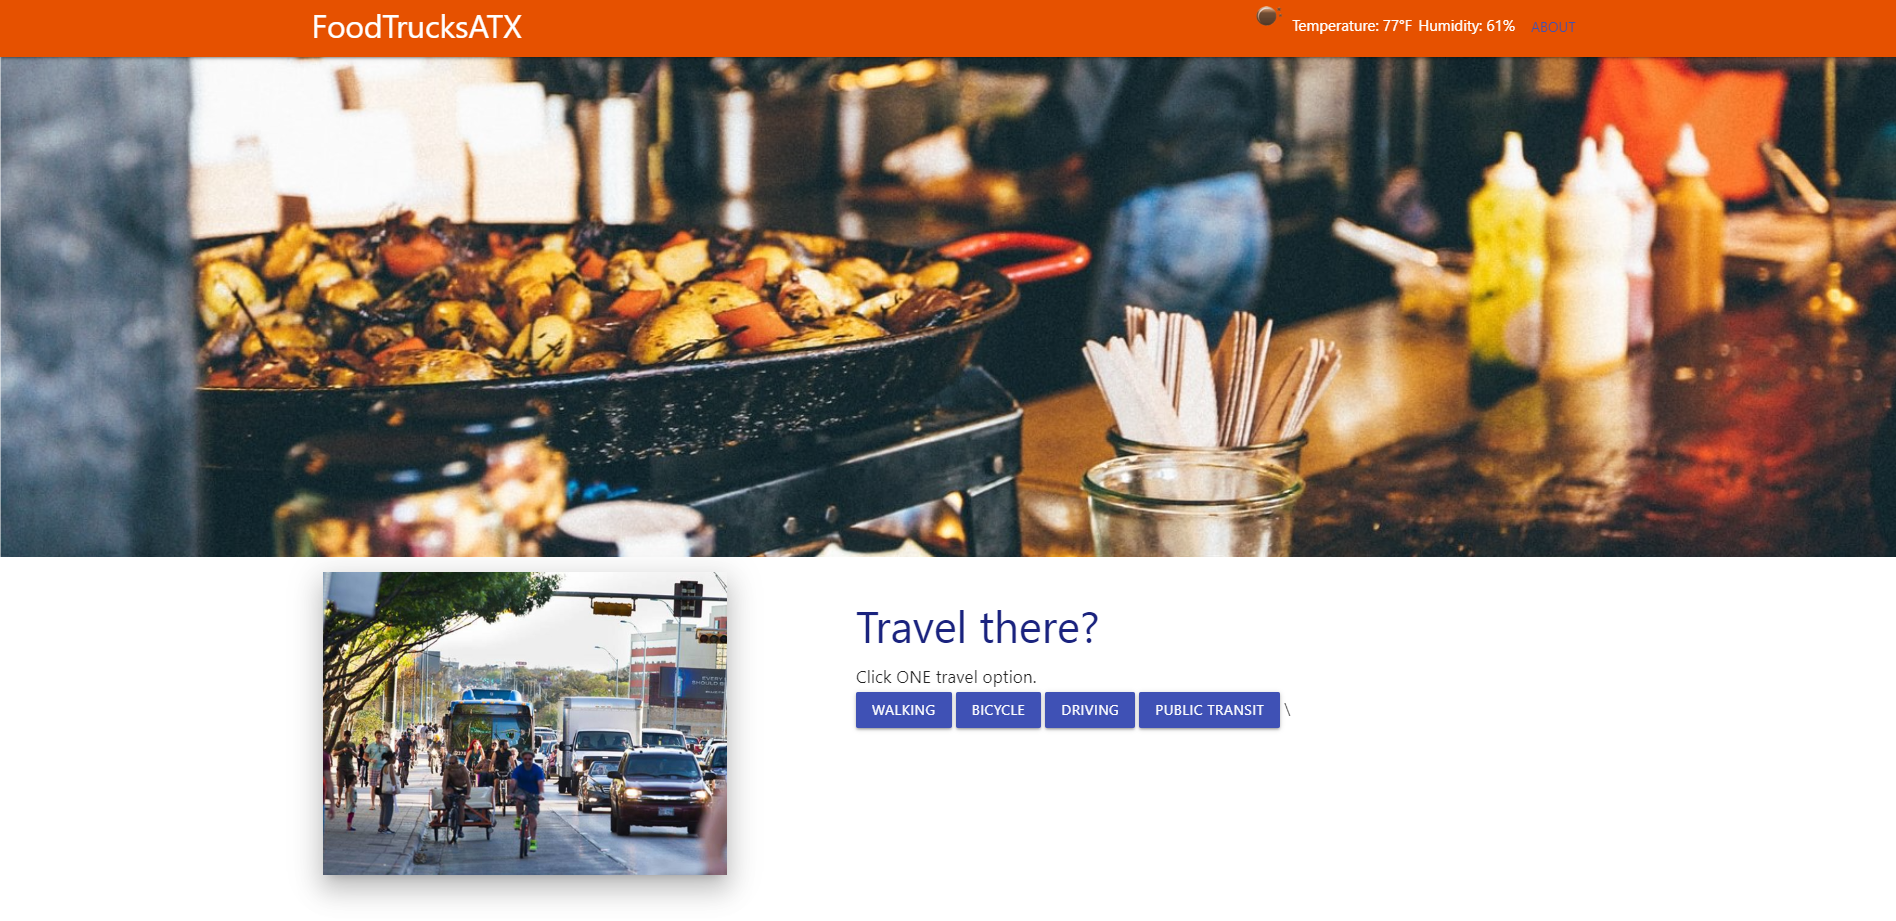 FoodTrucksATX
Temperature: 77°F Humidity: 61% ABOUT
Travel there?
Click ONE travel option.
WALKING BICYCLE DRIVING PUBLIC TRANSIT \